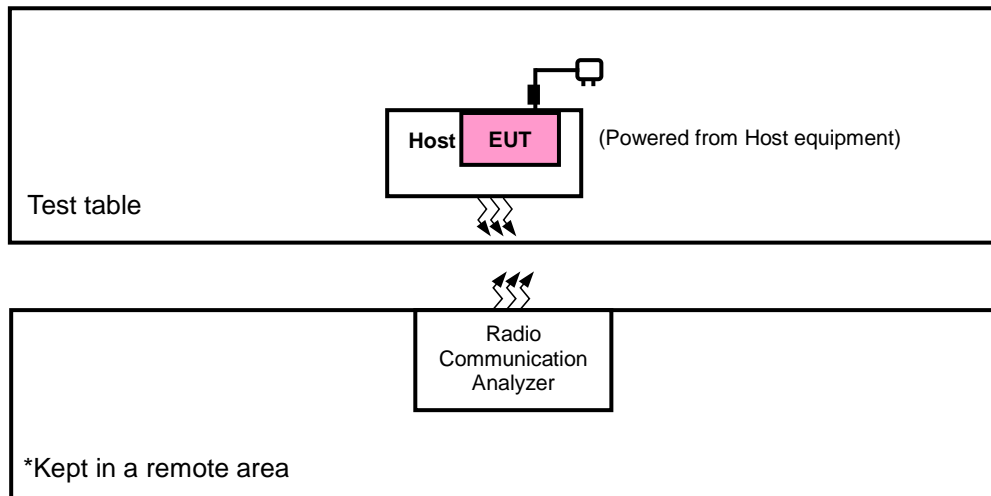 Host
EUT
(Powered from Host equipment)
Test table
Radio
Communication
Analyzer
*Kept in a remote area